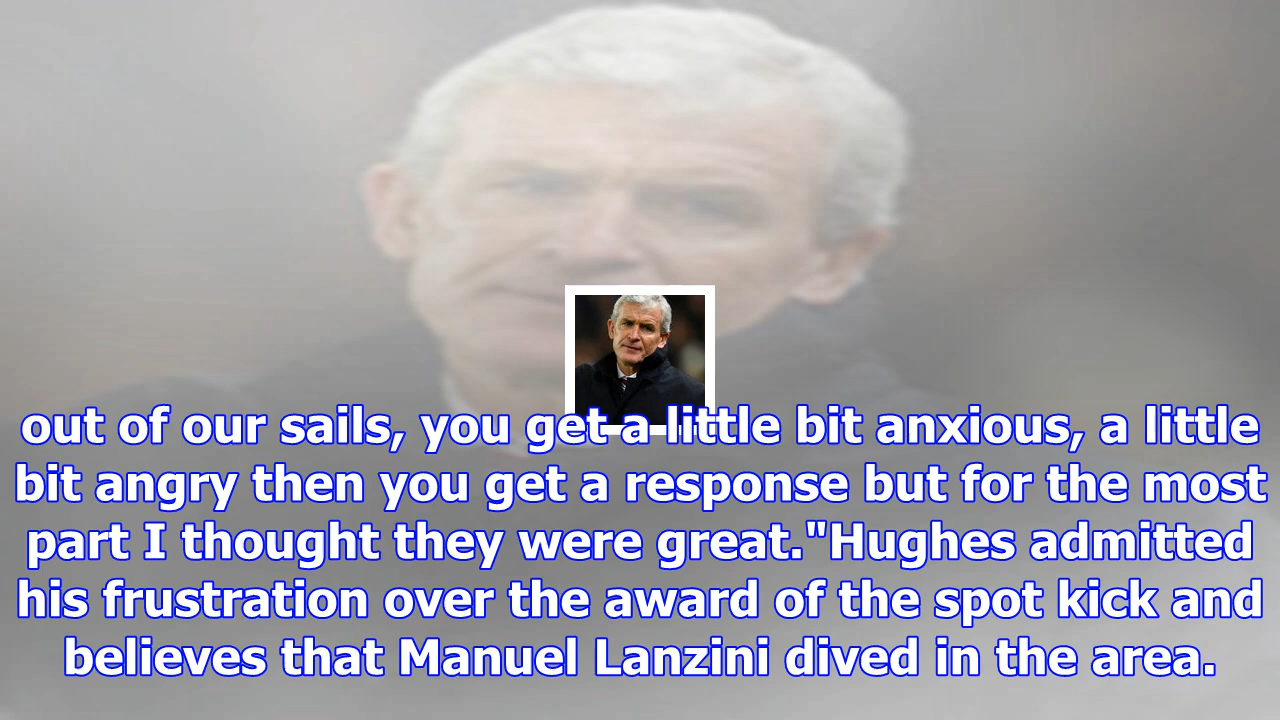 out of our sails, you get a little bit anxious, a little
bit angry then you get a response but for the most
part I thought they were great."Hughes admitted
his frustration over the award of the spot kick and
believes that Manuel Lanzini dived in the area.